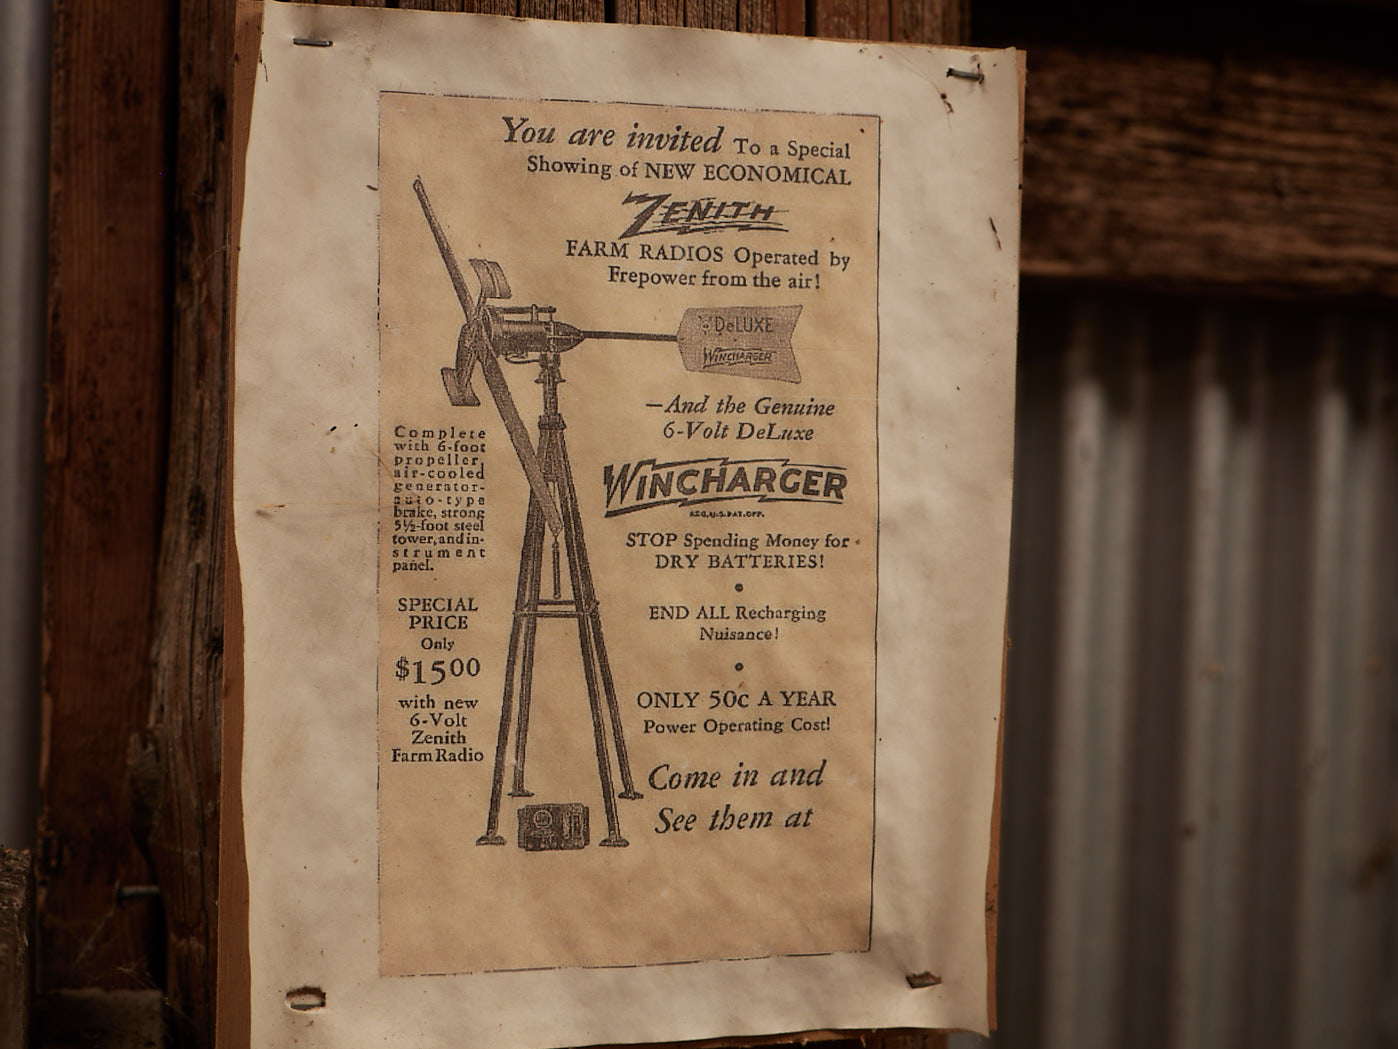 You are invited To a Special
Showing of NEW ECONOMICAL
ZENITH
FARM RADIOS Operated by
Frepower from the air!
DeLUXE
WINCHARGER
—And the Genuine
6-Volt DeLuxe
WINCHARGER
REG. U.S. PAT. OFF.
STOP Spending Money for
DRY BATTERIES!
END ALL Recharging
Nuisance!
ONLY 50c A YEAR
Power Operating Cost!
Come in and
See them at
Complete
with 6-foot
propeller,
air-cooled
generator-
auto-type
brake, strong
5½-foot steel
tower, and in-
strument
panel.
SPECIAL
PRICE
Only
$1500
with new
6-Volt
Zenith
Farm Radio